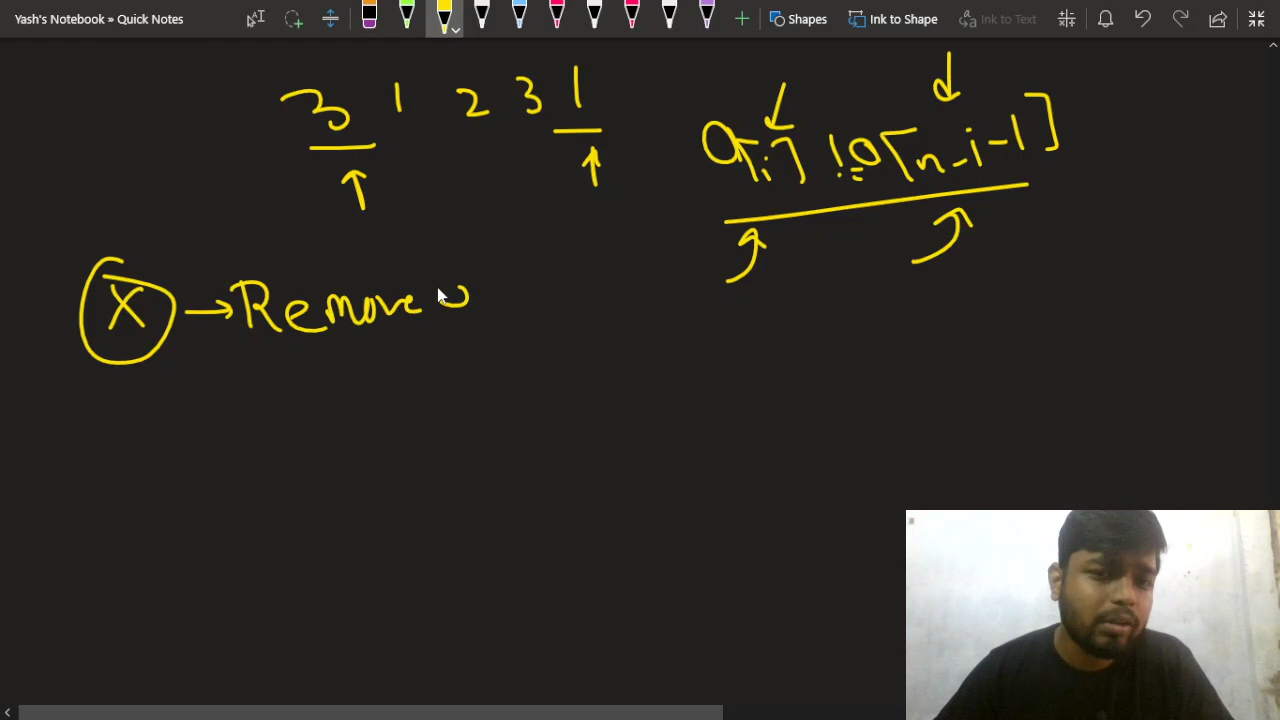 Yash's Notebook » Quick Notes
Shapes
Ink to Shape
Ink to Text
3 1 2 3 1
a[i] != a[n-i-1]
X → Remove